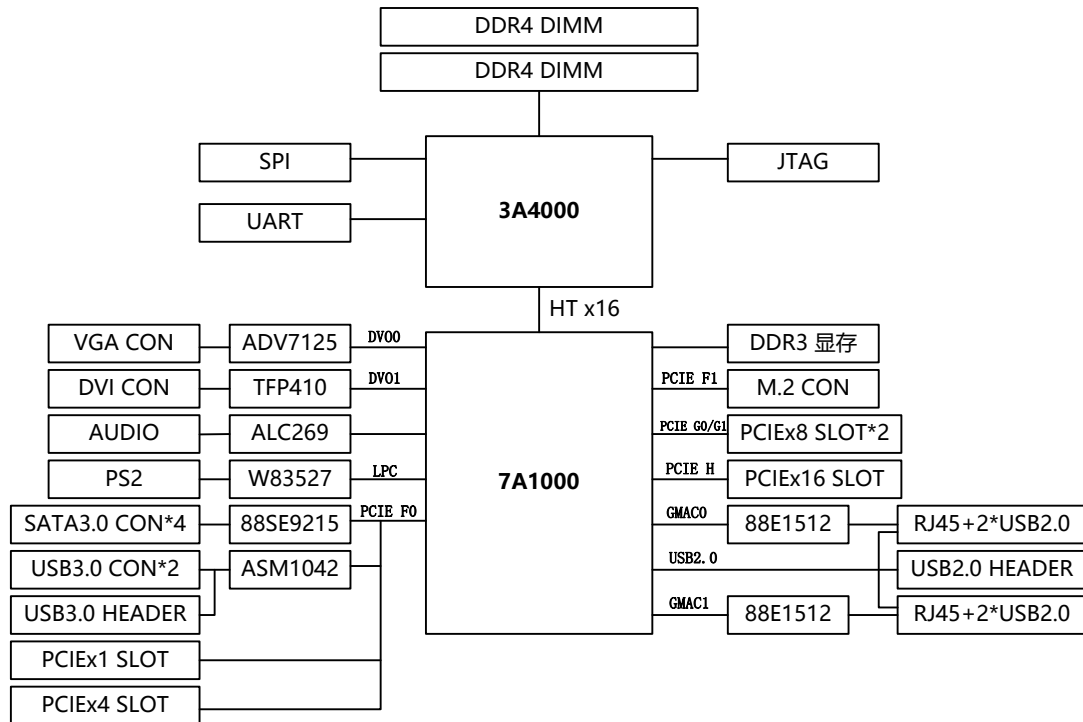 DDR4 DIMM
DDR4 DIMM
SPI
JTAG
3A4000
UART
HT x16
VGA CON
ADV7125
DVO0
DDR3 显存
DVI CON
TFP410
DVO1
PCIE F1
M.2 CON
AUDIO
ALC269
PCIE G0/G1
PCIEx8 SLOT*2
PS2
W83527
LPC
7A1000
PCIE H
PCIEx16 SLOT
SATA3.0 CON*4
88SE9215
PCIE F0
GMAC0
88E1512
RJ45+2*USB2.0
USB3.0 CON*2
ASM1042
USB2.0
USB2.0 HEADER
USB3.0 HEADER
GMAC1
88E1512
RJ45+2*USB2.0
PCIEx1 SLOT
PCIEx4 SLOT